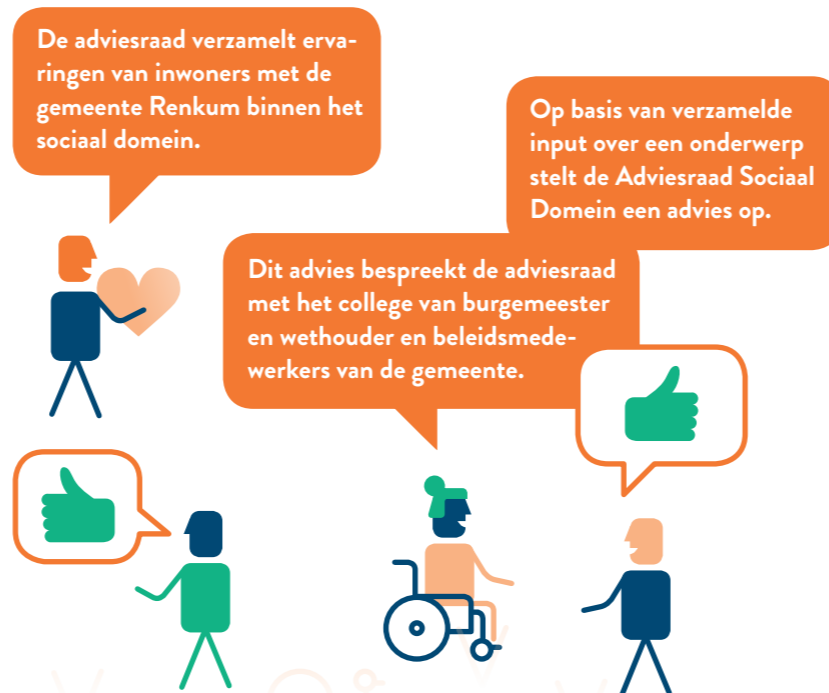 De adviesraad verzamelt erva-
ringen van inwoners met de
gemeente Renkum binnen het
sociaal domein.
Op basis van verzamelde
input over een onderwerp
stelt de Adviesraad Sociaal
Domein een advies op.
Dit advies bespreekt de adviesraad
met het college van burgemeester
en wethouder en beleidsmede-
werkers van de gemeente.